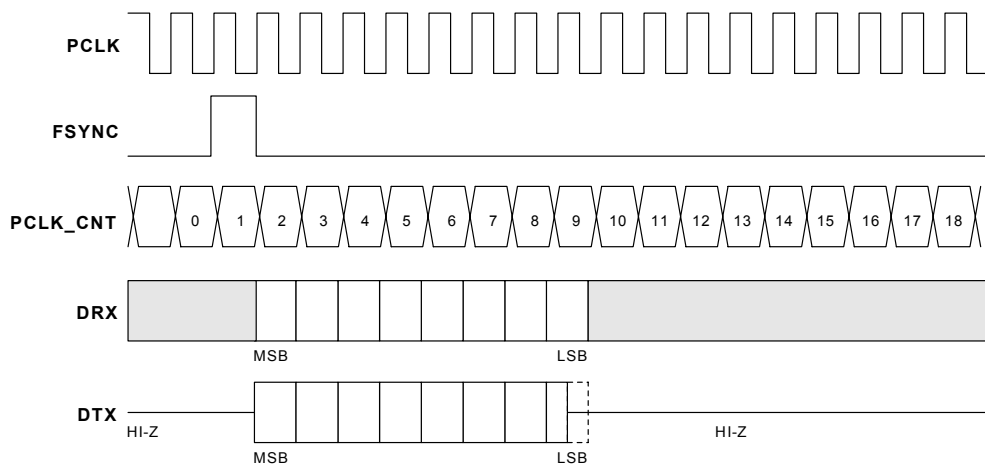 PCLK
FSYNC
PCLK_CNT 0 1 2 3 4 5 6 7 8 9 10 11 12 13 14 15 16 17 18
DRX
MSB LSB
DTX
HI-Z HI-Z
MSB LSB